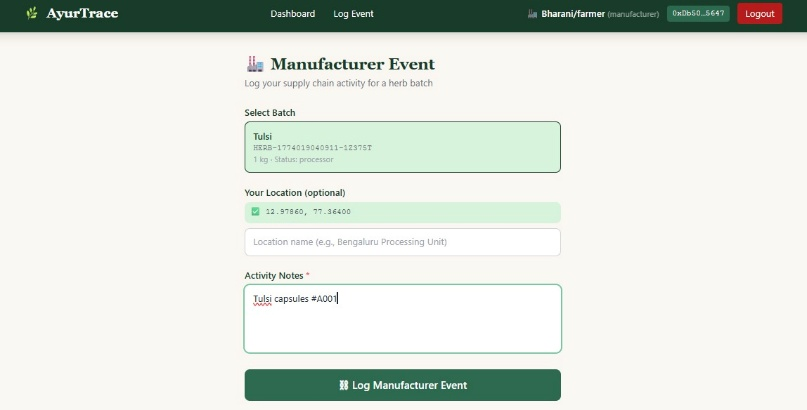 AyurTrace
Dashboard
Log Event
Bharani/farmer (manufacturer)
0xDb50…5647
Logout
Manufacturer Event
Log your supply chain activity for a herb batch
Select Batch
Tulsi
HERB-1774019040911-1Z375T
1 kg - Status: processor
Your Location (optional)
12.97860, 77.36400
Location name (e.g., Bengaluru Processing Unit)
Activity Notes *
Tulsi capsules #A001
Log Manufacturer Event